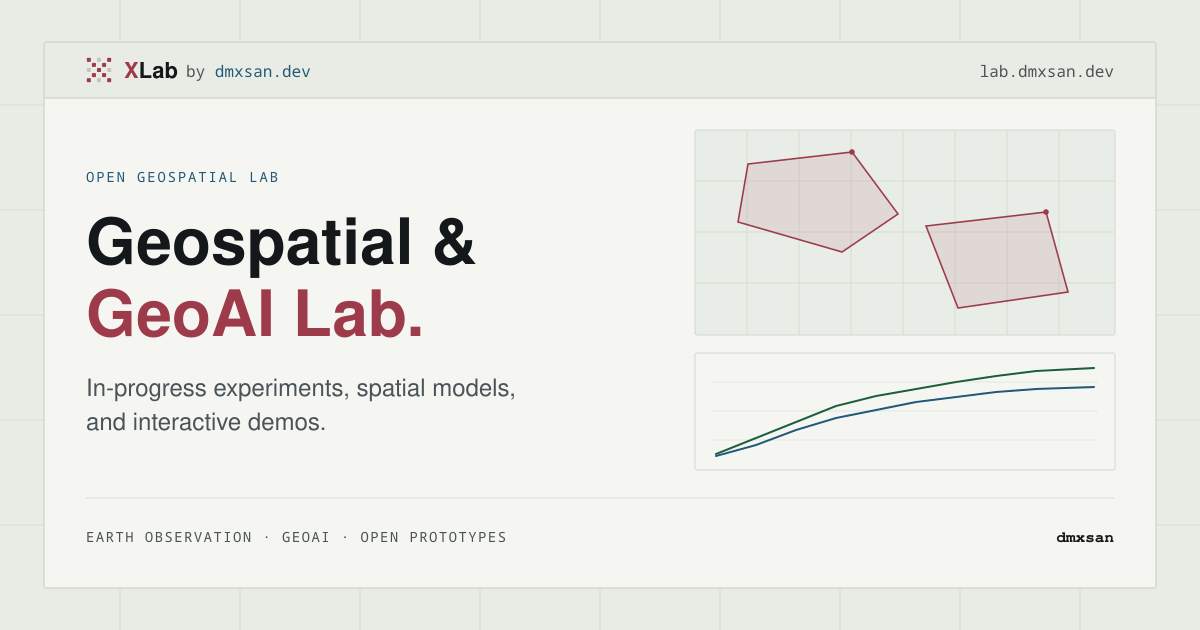 XLab by dmxsan.dev
lab.dmxsan.dev
OPEN GEOSPATIAL LAB
Geospatial &
GeoAI Lab.
In-progress experiments, spatial models,
and interactive demos.
EARTH OBSERVATION · GEOAI · OPEN PROTOTYPES
dmxsan